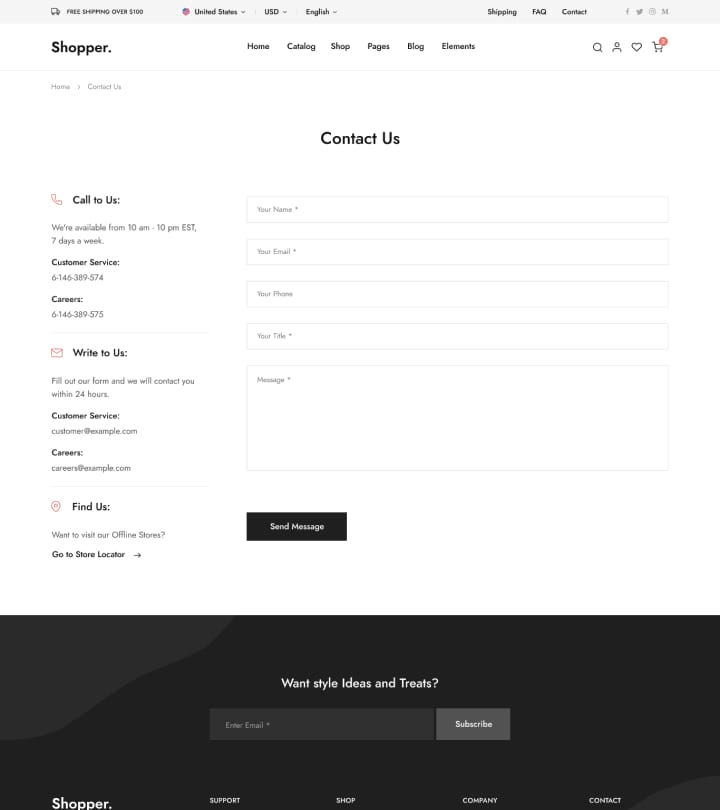 FREE SHIPPING OVER $100
United States
USD
English
Shipping
FAQ
Contact
Shopper.
Home
Catalog
Shop
Pages
Blog
Elements
2
Home > Contact Us
Contact Us
Call to Us:
We're available from 10 am - 10 pm EST,
7 days a week.
Customer Service:
6-146-389-574
Careers:
6-146-389-575
Write to Us:
Fill out our form and we will contact you
within 24 hours.
Customer Service:
customer@example.com
Careers:
careers@example.com
Find Us:
Want to visit our Offline Stores?
Go to Store Locator →
Your Name *
Your Email *
Your Phone
Your Title *
Message *
Send Message
Want style Ideas and Treats?
Enter Email *
Subscribe
Shopper.
SUPPORT
SHOP
COMPANY
CONTACT